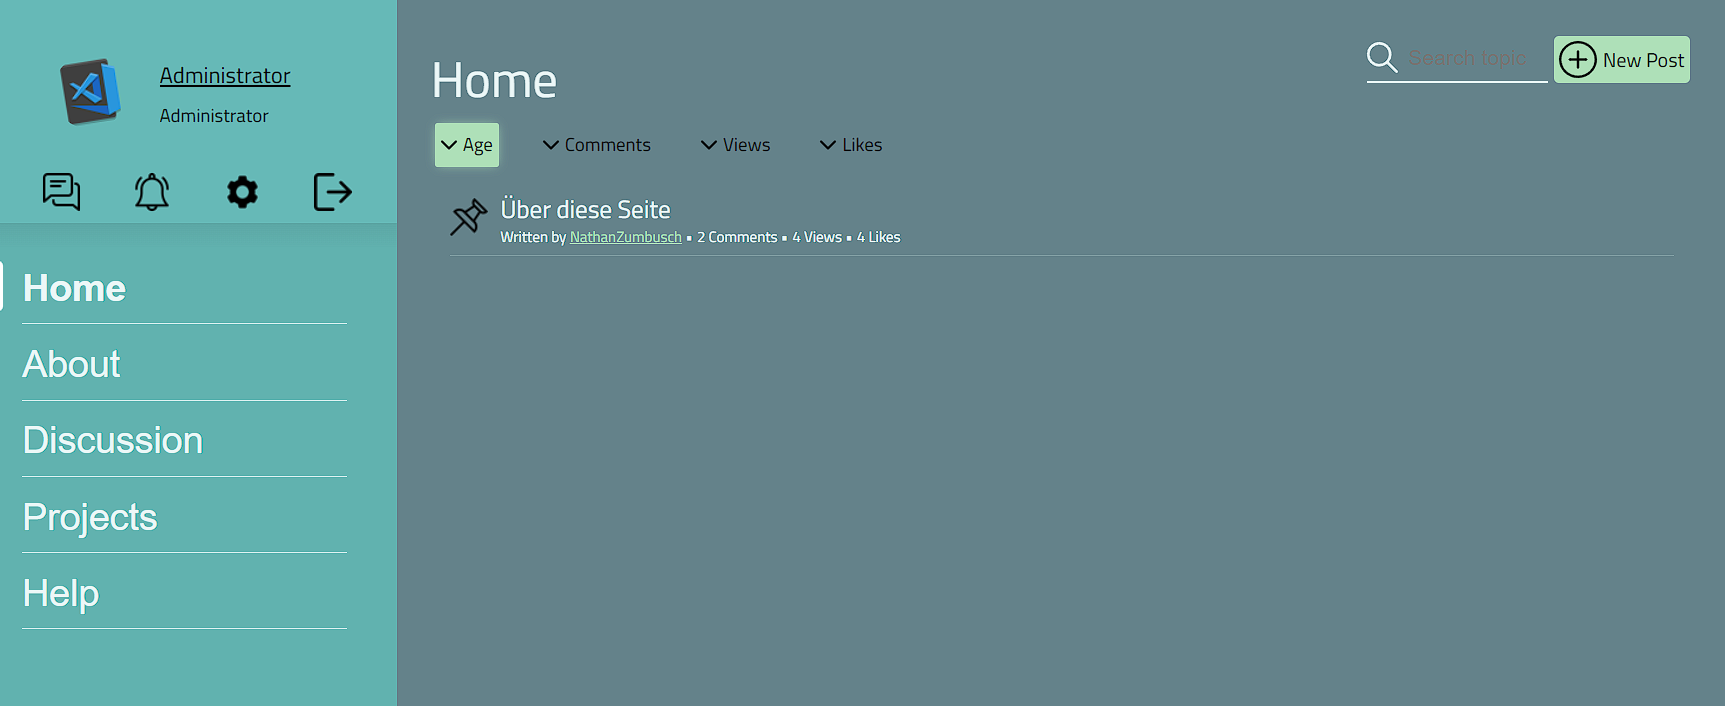 Administrator
Administrator
Home
About
Discussion
Projects
Help
Home
Search topic
New Post
Age
Comments
Views
Likes
Über diese Seite
Written by NathanZumbusch ▪ 2 Comments ▪ 4 Views ▪ 4 Likes